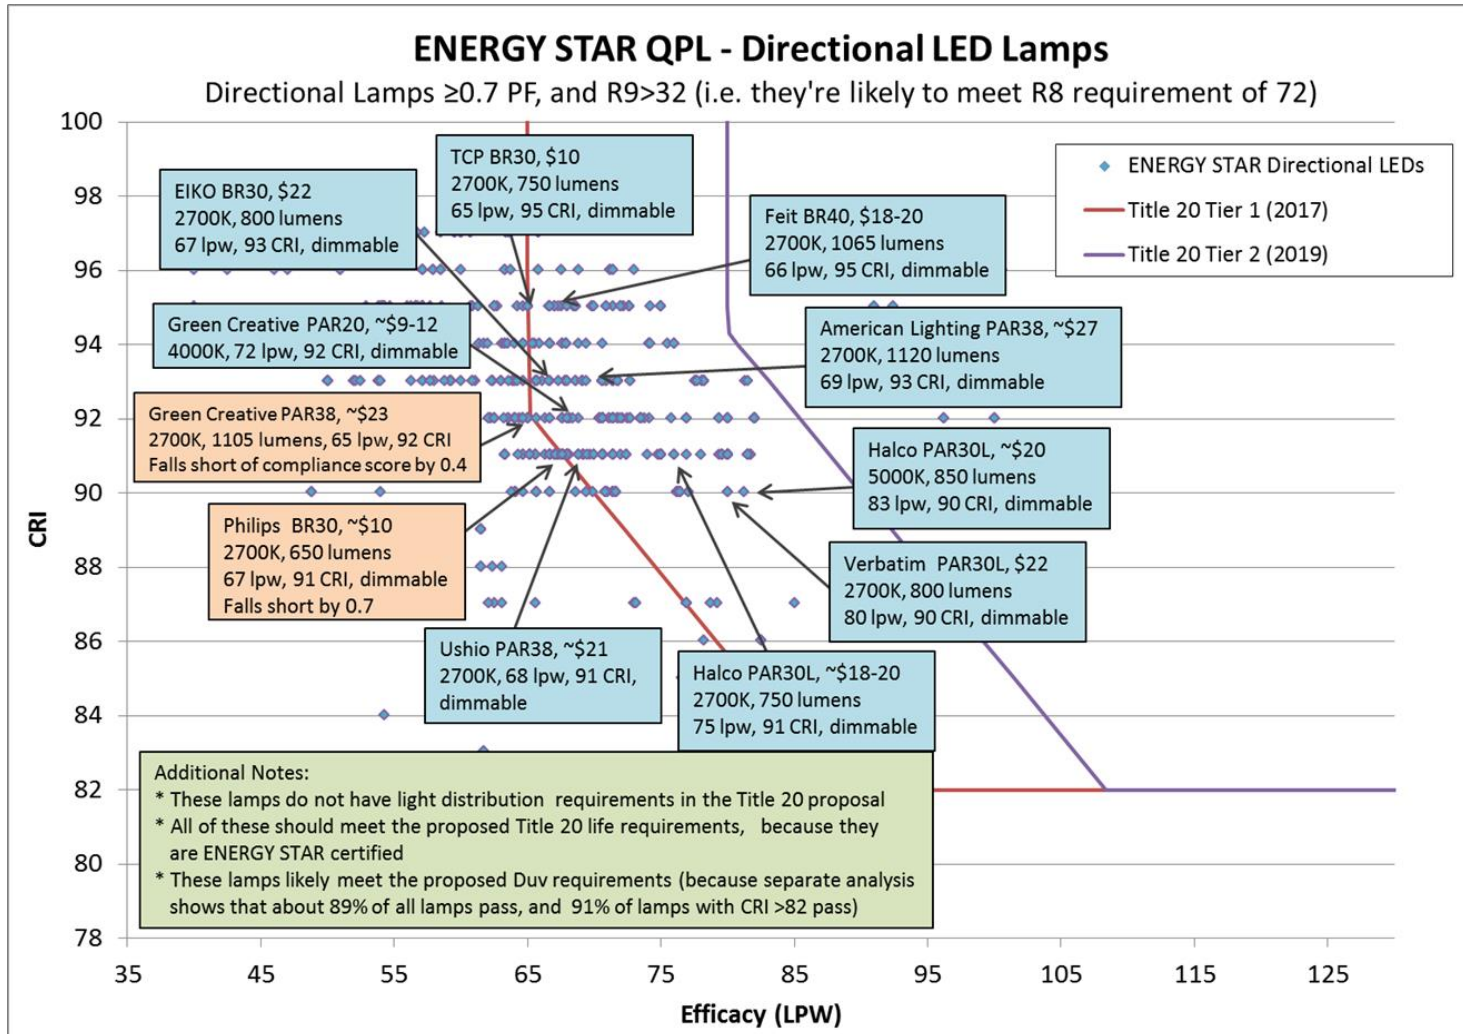 ENERGY STAR QPL - Directional LED Lamps
Directional Lamps ≥0.7 PF, and R9>32 (i.e. they're likely to meet R8 requirement of 72)
CRI
100
98
96
94
92
90
88
86
84
82
80
78
TCP BR30, $10
2700K, 750 lumens
65 lpw, 95 CRI, dimmable
EIKO BR30, $22
2700K, 800 lumens
67 lpw, 93 CRI, dimmable
Feit BR40, $18-20
2700K, 1065 lumens
66 lpw, 95 CRI, dimmable
ENERGY STAR Directional LEDs
Title 20 Tier 1 (2017)
Title 20 Tier 2 (2019)
Green Creative PAR20, ~$9-12
4000K, 72 lpw, 92 CRI, dimmable
American Lighting PAR38, ~$27
2700K, 1120 lumens
69 lpw, 93 CRI, dimmable
Green Creative PAR38, ~$23
2700K, 1105 lumens, 65 lpw, 92 CRI
Falls short of compliance score by 0.4
Halco PAR30L, ~$20
5000K, 850 lumens
83 lpw, 90 CRI, dimmable
Philips BR30, ~$10
2700K, 650 lumens
67 lpw, 91 CRI, dimmable
Falls short by 0.7
Verbatim PAR30L, $22
2700K, 800 lumens
80 lpw, 90 CRI, dimmable
Ushio PAR38, ~$21
2700K, 68 lpw, 91 CRI,
dimmable
Halco PAR30L, ~$18-20
2700K, 750 lumens
75 lpw, 91 CRI, dimmable
Additional Notes:
* These lamps do not have light distribution requirements in the Title 20 proposal
* All of these should meet the proposed Title 20 life requirements, because they
are ENERGY STAR certified
* These lamps likely meet the proposed Duv requirements (because separate analysis
shows that about 89% of all lamps pass, and 91% of lamps with CRI >82 pass)
35
45
55
65
75
85
95
105
115
125
Efficacy (LPW)